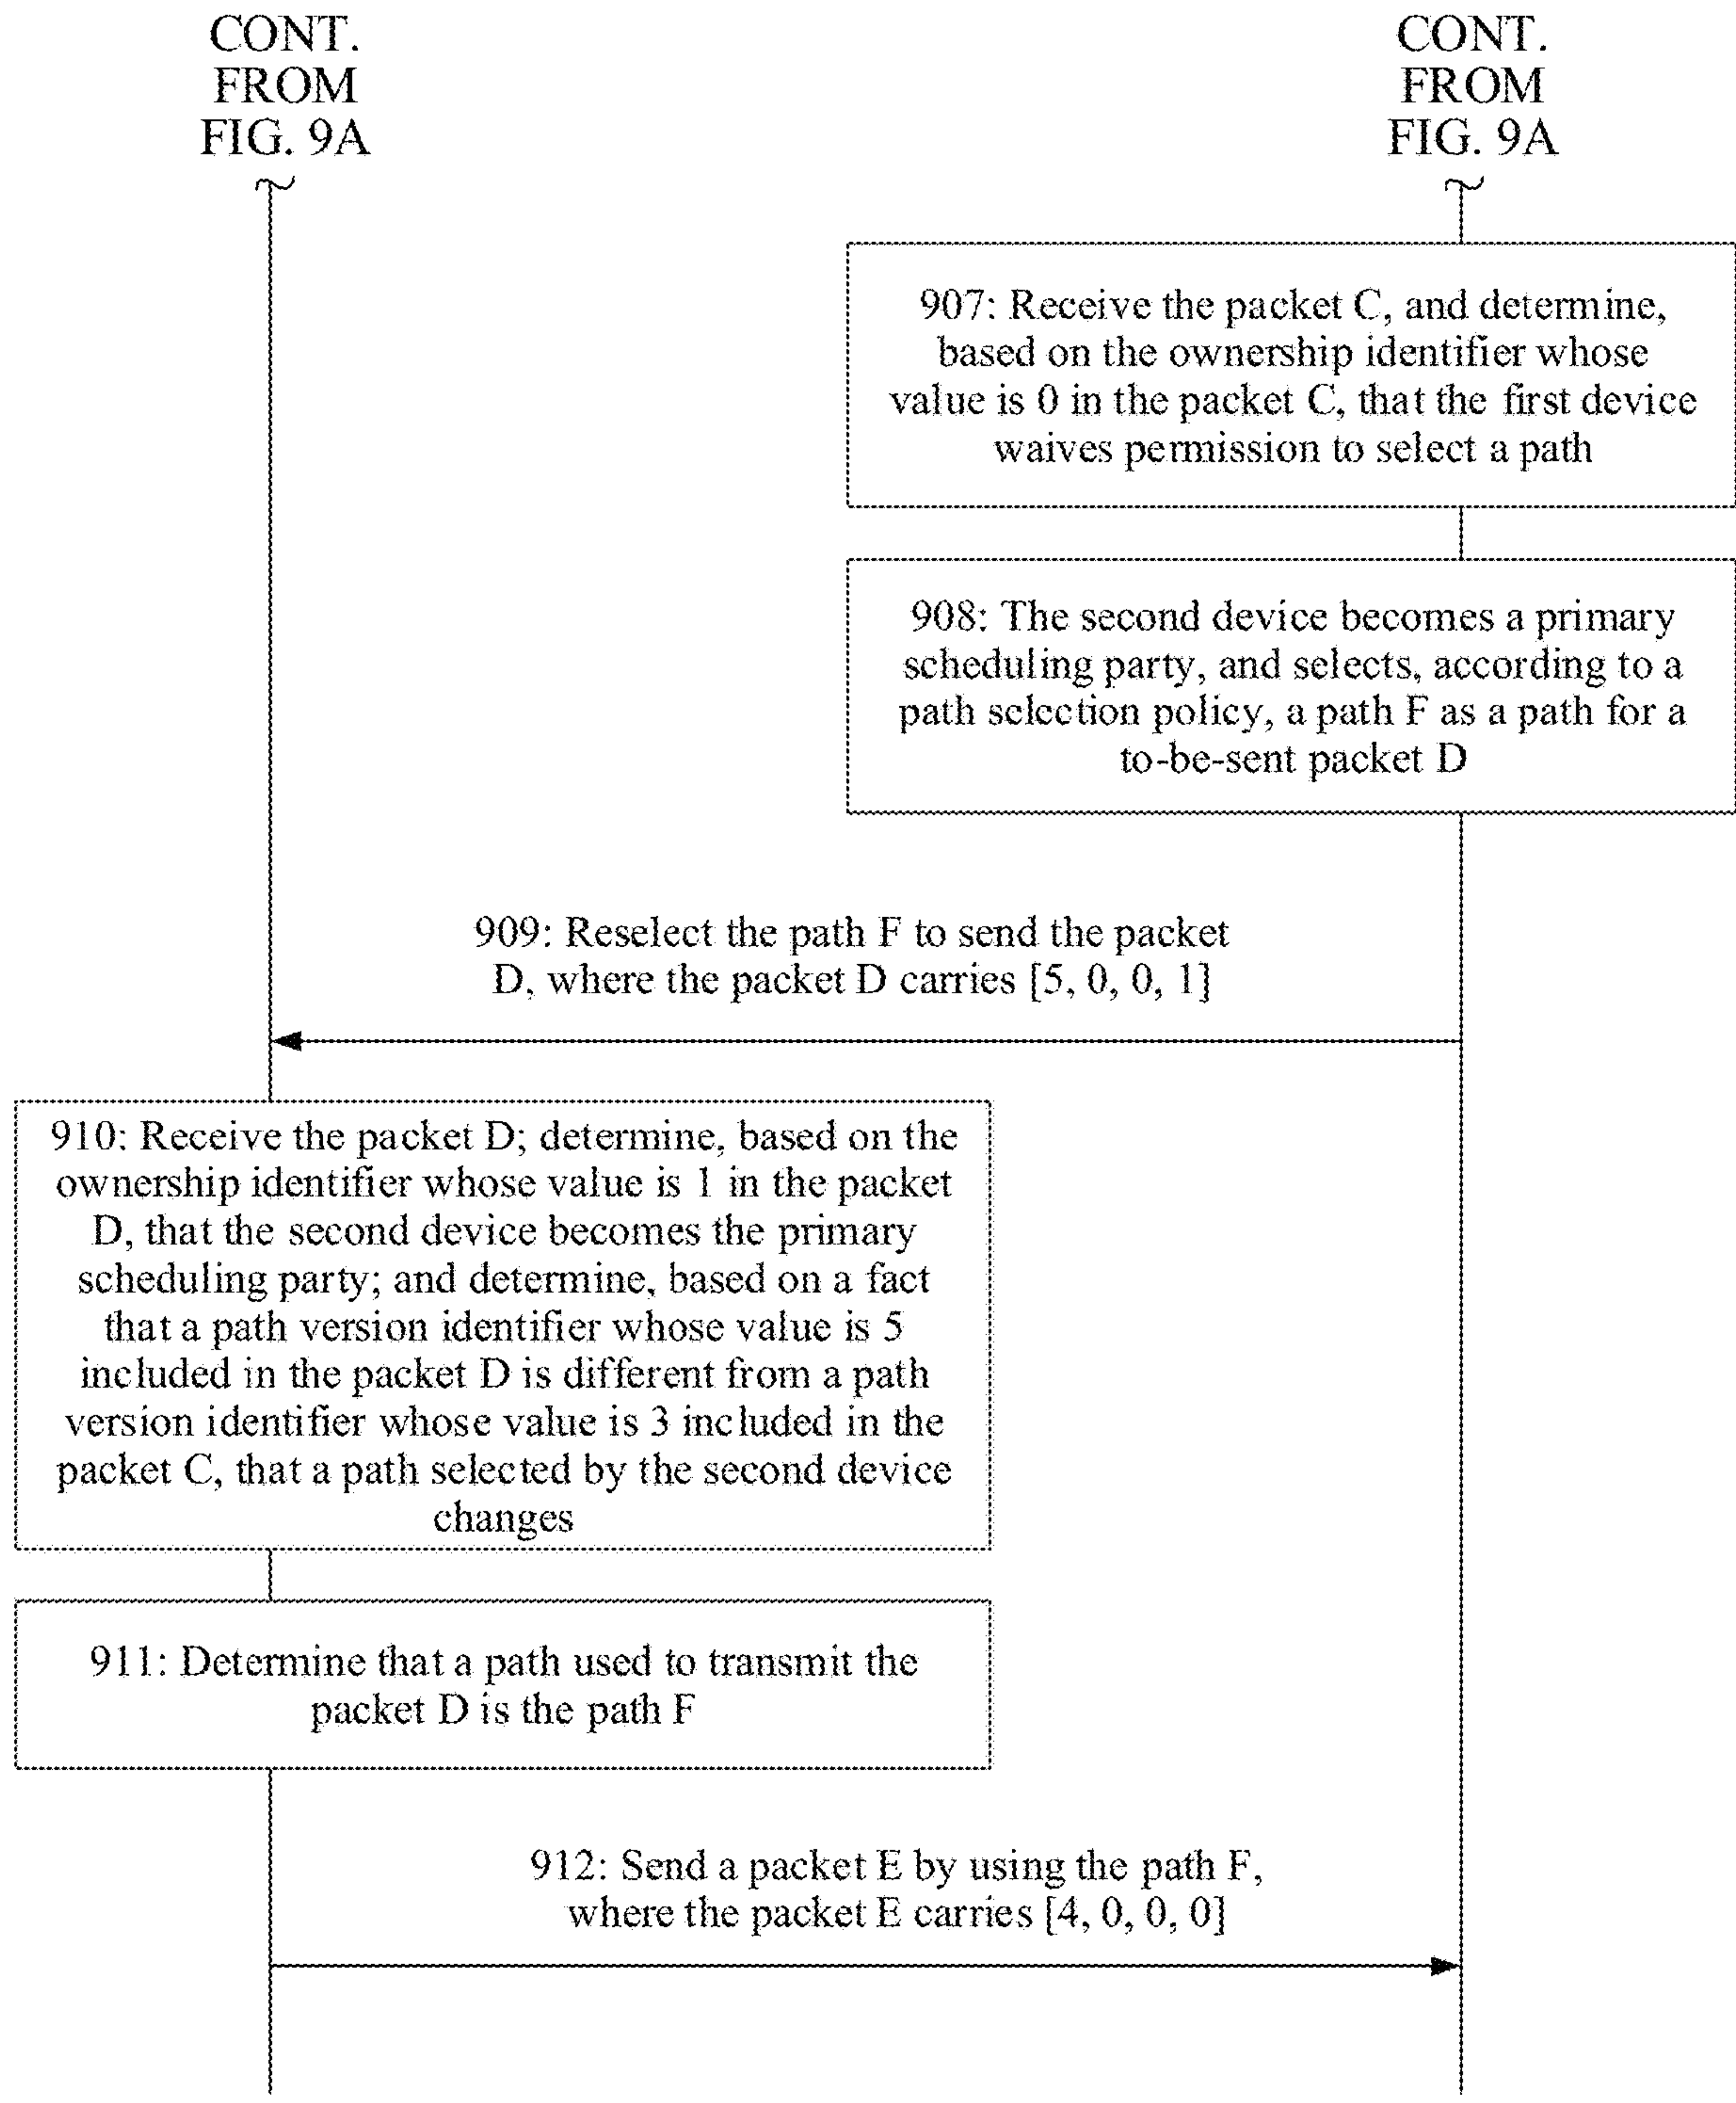 CONT.
FROM
FIG. 9A
CONT.
FROM
FIG. 9A
907: Receive the packet C, and determine,
based on the ownership identifier whose
value is 0 in the packet C, that the first device
waives permission to select a path
908: The second device becomes a primary
scheduling party, and selects, according to a
path selection policy, a path F as a path for a
to-be-sent packet D
909: Reselect the path F to send the packet
D, where the packet D carries [5, 0, 0, 1]
910: Receive the packet D; determine, based on the
ownership identifier whose value is 1 in the packet
D, that the second device becomes the primary
scheduling party; and determine, based on a fact
that a path version identifier whose value is 5
included in the packet D is different from a path
version identifier whose value is 3 included in the
packet C, that a path selected by the second device
changes
911: Determine that a path used to transmit the
packet D is the path F
912: Send a packet E by using the path F,
where the packet E carries [4, 0, 0, 0]